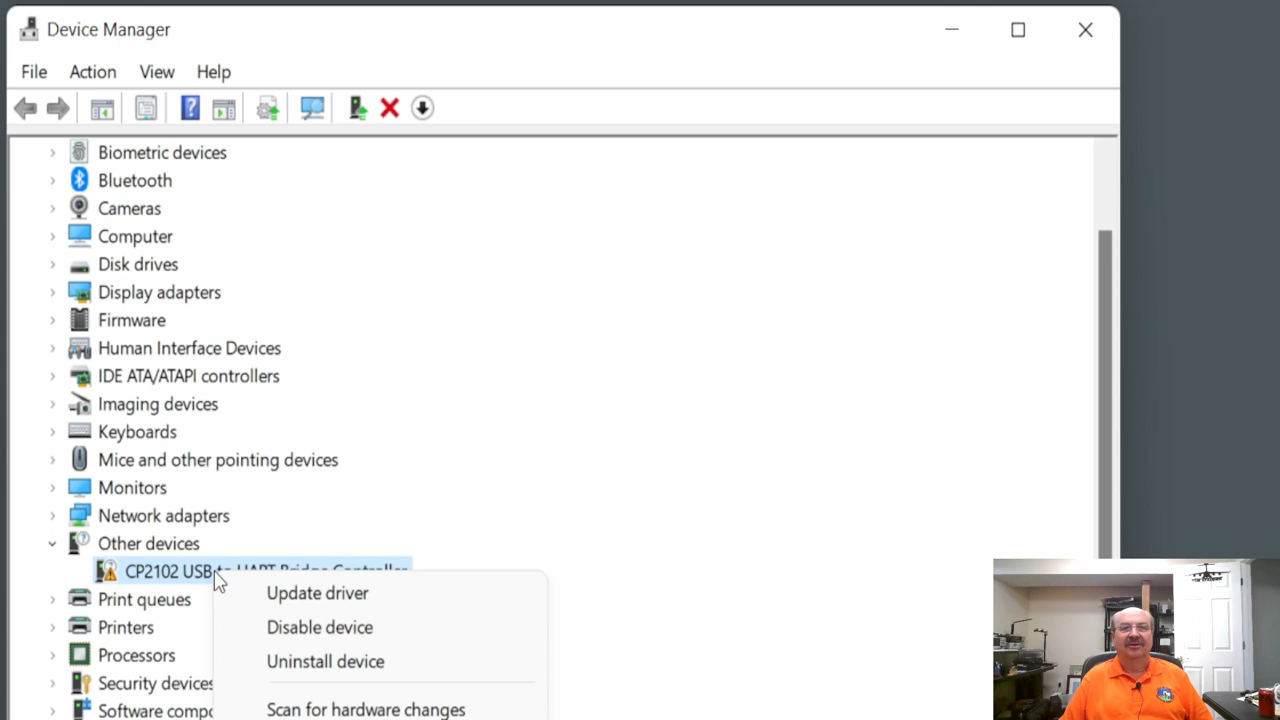 Device Manager
File Action View Help
Biometric devices
Bluetooth
Cameras
Computer
Disk drives
Display adapters
Firmware
Human Interface Devices
IDE ATA/ATAPI controllers
Imaging devices
Keyboards
Mice and other pointing devices
Monitors
Network adapters
Other devices
CP2102 USB to UART Bridge Controller
Update driver
Print queues
Disable device
Printers
Uninstall device
Processors
Security devices
Scan for hardware changes
Software compo